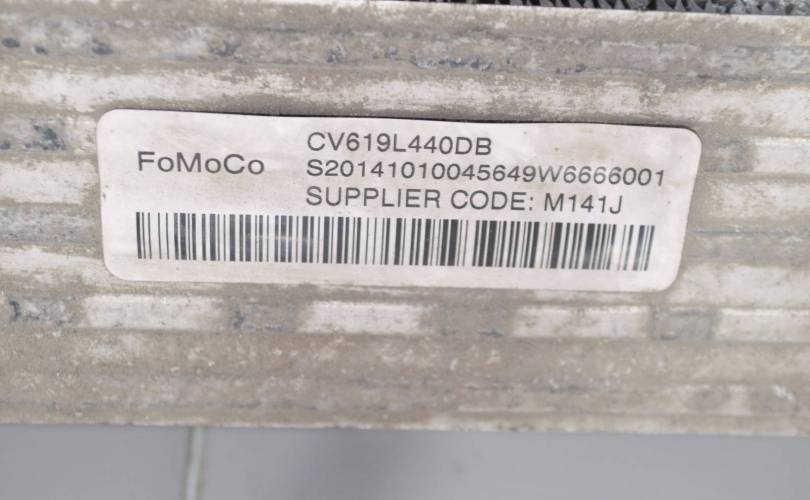 CV619L440DB
FoMoCo
S20141010045649W6666001
SUPPLIER CODE: M141J